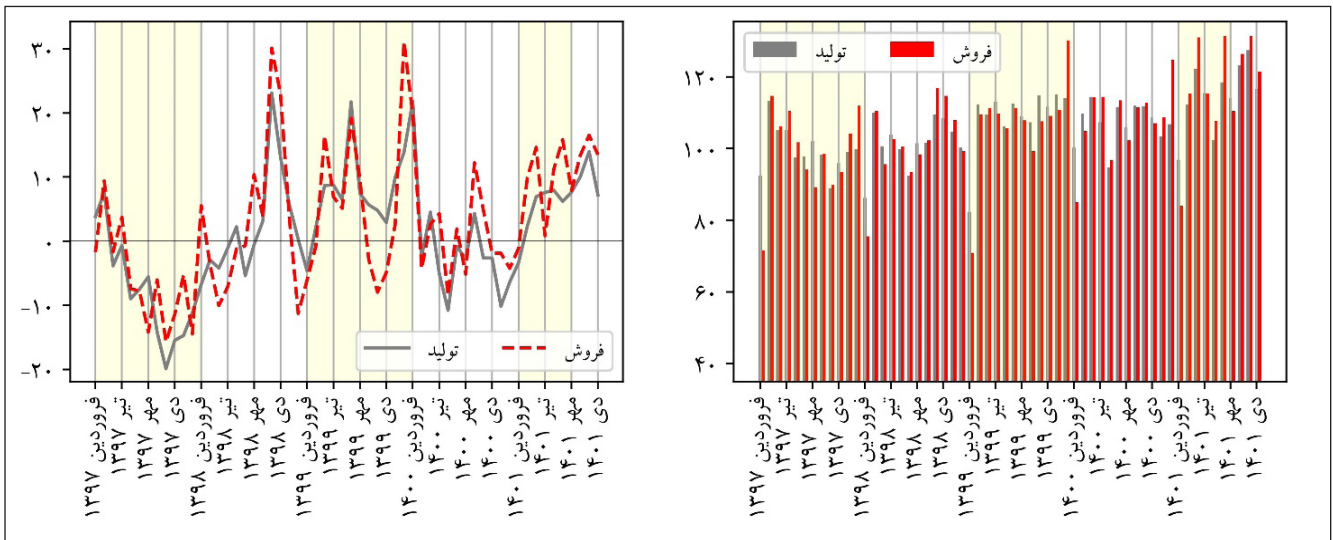 ۳۰
۲۰
۱۰
۰
−۱۰
−۲۰
تولید
فروش
فروردین ۱۳۹۷
تیر ۱۳۹۷
مهر ۱۳۹۷
دی ۱۳۹۷
فروردین ۱۳۹۸
تیر ۱۳۹۸
مهر ۱۳۹۸
دی ۱۳۹۸
فروردین ۱۳۹۹
تیر ۱۳۹۹
مهر ۱۳۹۹
دی ۱۳۹۹
فروردین ۱۴۰۰
تیر ۱۴۰۰
مهر ۱۴۰۰
دی ۱۴۰۰
فروردین ۱۴۰۱
تیر ۱۴۰۱
مهر ۱۴۰۱
دی ۱۴۰۱
تولید
فروش
۱۲۰
۱۰۰
۸۰
۶۰
۴۰
فروردین ۱۳۹۷
تیر ۱۳۹۷
مهر ۱۳۹۷
دی ۱۳۹۷
فروردین ۱۳۹۸
تیر ۱۳۹۸
مهر ۱۳۹۸
دی ۱۳۹۸
فروردین ۱۳۹۹
تیر ۱۳۹۹
مهر ۱۳۹۹
دی ۱۳۹۹
فروردین ۱۴۰۰
تیر ۱۴۰۰
مهر ۱۴۰۰
دی ۱۴۰۰
فروردین ۱۴۰۱
تیر ۱۴۰۱
مهر ۱۴۰۱
دی ۱۴۰۱